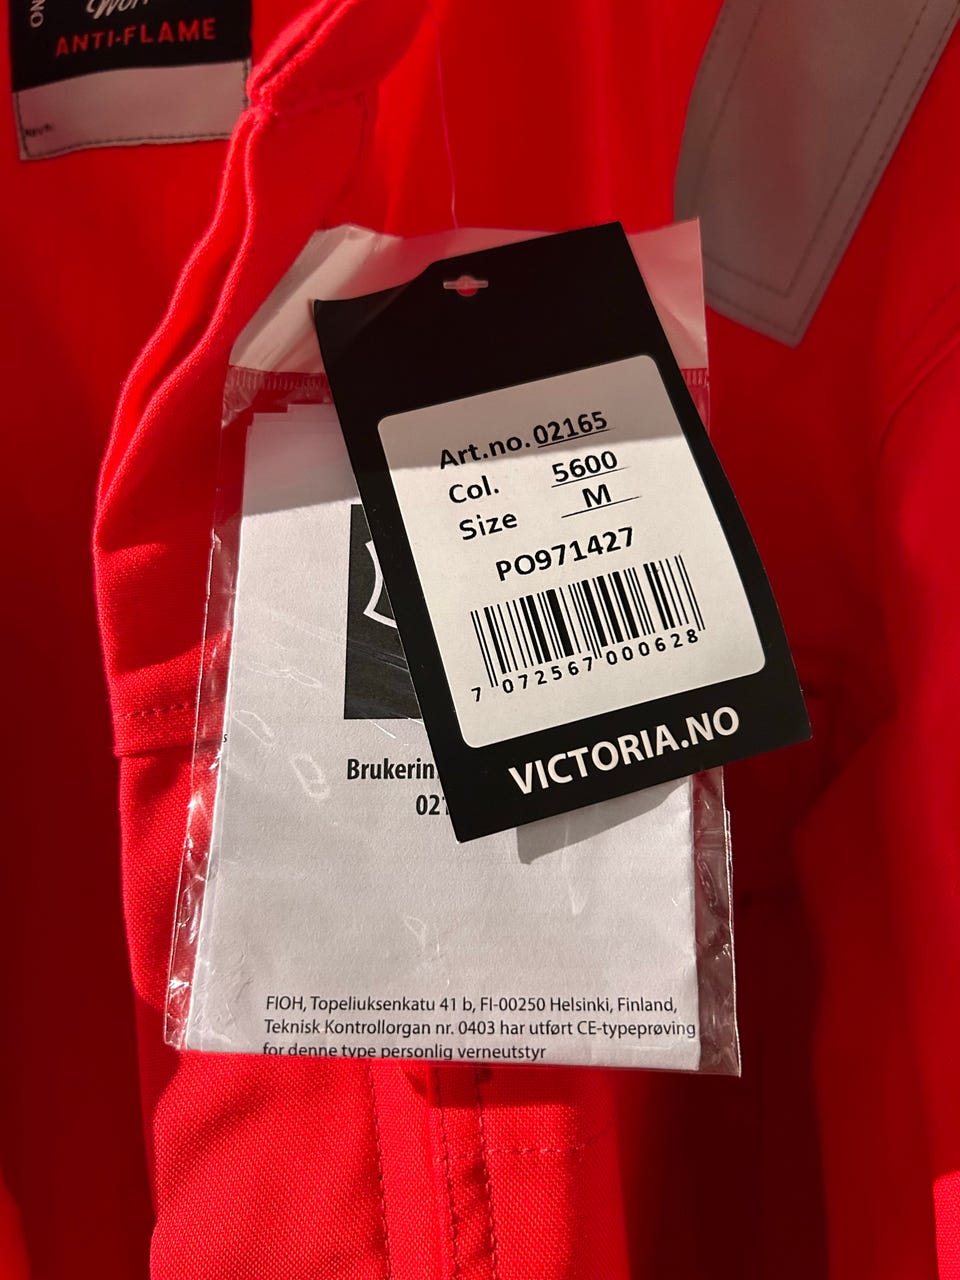 ANTI-FLAME
Art.no. 02165
Col. 5600
Size M
PO971427
7 072567 000628
VICTORIA.NO
FIOH, Topeliuksenkatu 41 b, FI-00250 Helsinki, Finland,
Teknisk Kontrollorgan nr. 0403 har utført CE-typeprøving
for denne type personlig verneutstyr